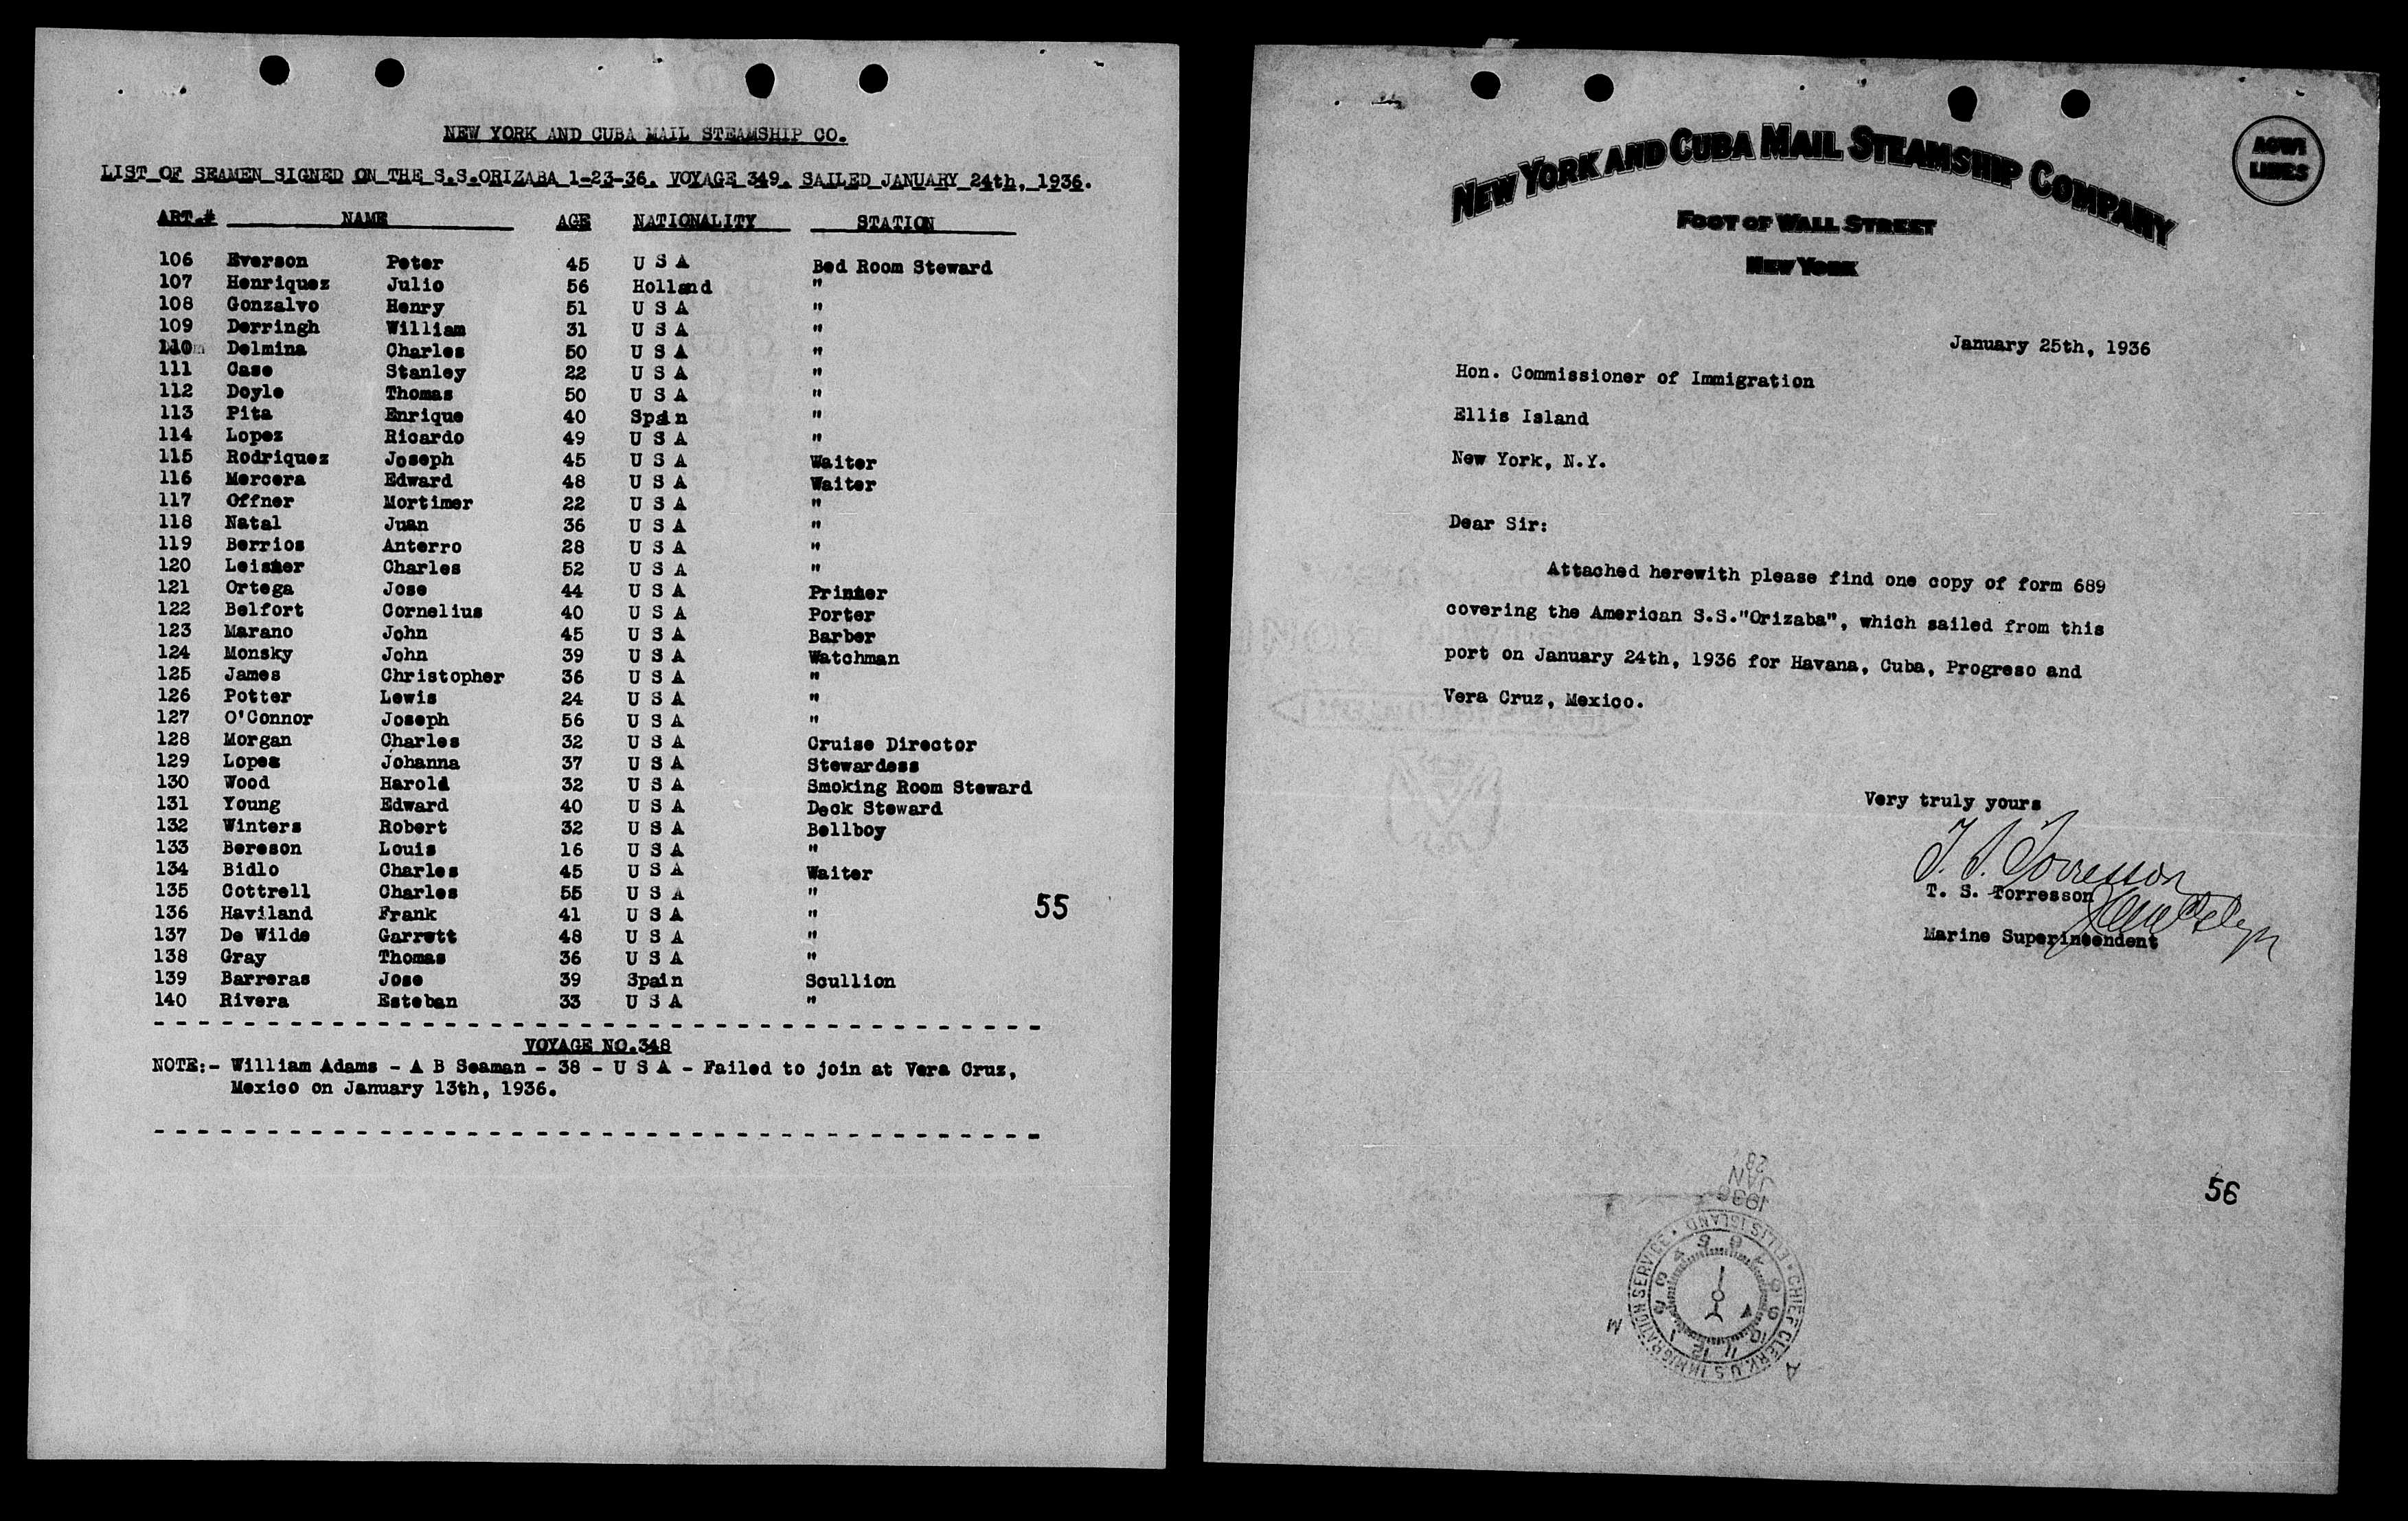 NEW YORK AND CUBA MAIL STEAMSHIP CO.
LIST OF SEAMEN SIGNED ON THE S.S.ORIZABA 1-23-36. VOYAGE 349. SAILED JANUARY 24th, 1936.
ART.# NAME AGE NATIONALITY STATION
106 Everson Peter 45 U S A Bed Room Steward
107 Henriquez Julio 56 Holland "
108 Gonzalvo Henry 51 U S A "
109 Derringh William 31 U S A "
110 Delmina Charles 50 U S A "
111 Case Stanley 22 U S A "
112 Doyle Thomas 50 U S A "
113 Pita Enrique 40 Spain "
114 Lopez Ricardo 49 U S A "
115 Rodriquez Joseph 45 U S A Waiter
116 Mercera Edward 48 U S A Waiter
117 Offner Mortimer 22 U S A "
118 Natal Juan 36 U S A "
119 Berrios Anterro 28 U S A "
120 Leisner Charles 52 U S A "
121 Ortega Jose 44 U S A Printer
122 Belfort Cornelius 40 U S A Porter
123 Marano John 45 U S A Barber
124 Monsky John 39 U S A Watchman
125 James Christopher 36 U S A "
126 Potter Lewis 24 U S A "
127 O'Connor Joseph 56 U S A "
128 Morgan Charles 32 U S A Cruise Director
129 Lopez Johanna 37 U S A Stewardess
130 Wood Harold 32 U S A Smoking Room Steward
131 Young Edward 40 U S A Deck Steward
132 Winters Robert 32 U S A Bellboy
133 Bereson Louis 16 U S A "
134 Bidlo Charles 45 U S A Waiter
135 Cottrell Charles 55 U S A "
136 Haviland Frank 41 U S A "
137 De Wilde Garrett 48 U S A "
138 Gray Thomas 36 U S A "
139 Barreras Jose 39 Spain Scullion
140 Rivera Esteban 33 U S A "
55
VOYAGE NO.348
NOTE:- William Adams - A B Seaman - 38 - U S A - Failed to join at Vera Cruz,
Mexico on January 13th, 1936.
NEW YORK AND CUBA MAIL STEAMSHIP COMPANY
AGWI
LINES
FOOT OF WALL STREET
NEW YORK
January 25th, 1936
Hon. Commissioner of Immigration
Ellis Island
New York, N.Y.
Dear Sir:
Attached herewith please find one copy of form 689
covering the American S.S."Orizaba", which sailed from this
port on January 24th, 1936 for Havana, Cuba, Progreso and
Vera Cruz, Mexico.
Very truly yours
T. S. Torresson
T. S. Torresson
Marine Superintendent
56
1936
JAN
CHIEF CLERK U S IMMIGRATION SERVICE • ELLIS ISLAND •